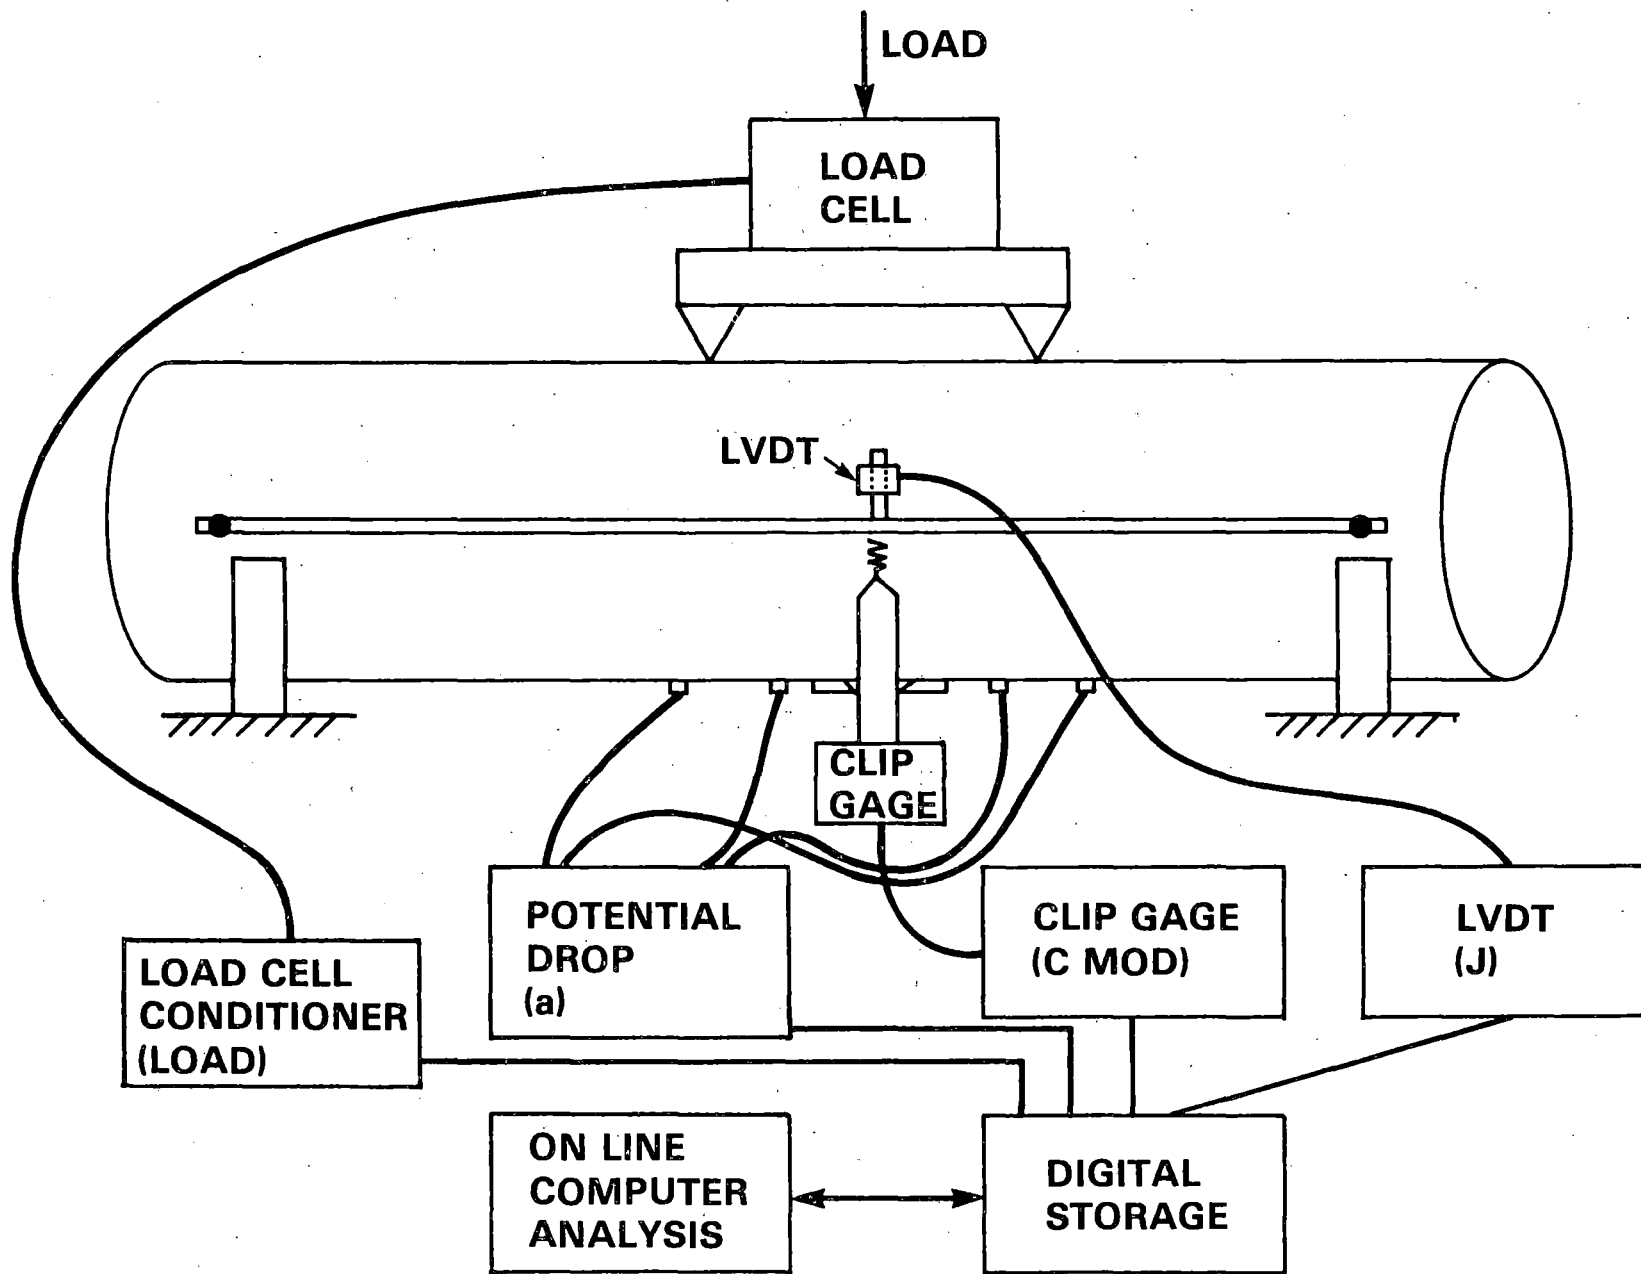 LOAD
LOAD
CELL
LVDT
CLIP
GAGE
POTENTIAL
DROP
(a)
CLIP GAGE
(C MOD)
LVDT
(J)
LOAD CELL
CONDITIONER
(LOAD)
ON LINE
COMPUTER
ANALYSIS
DIGITAL
STORAGE